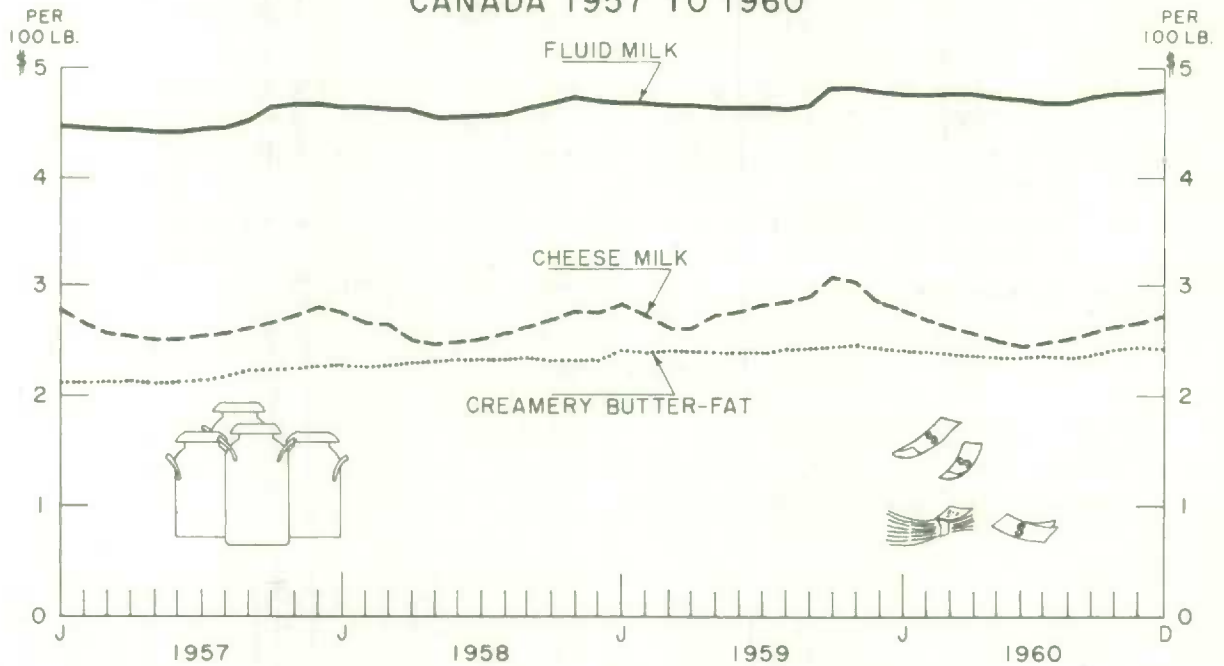 CANADA 1957 TO 1960
PER
100 LB.
$
PER
100 LB.
$
5
5
FLUID MILK
4
4
CHEESE MILK
3
3
2
2
CREAMERY BUTTER-FAT
$
$
1
1
$
0
0
J
J
J
J
D
1957
1958
1959
1960